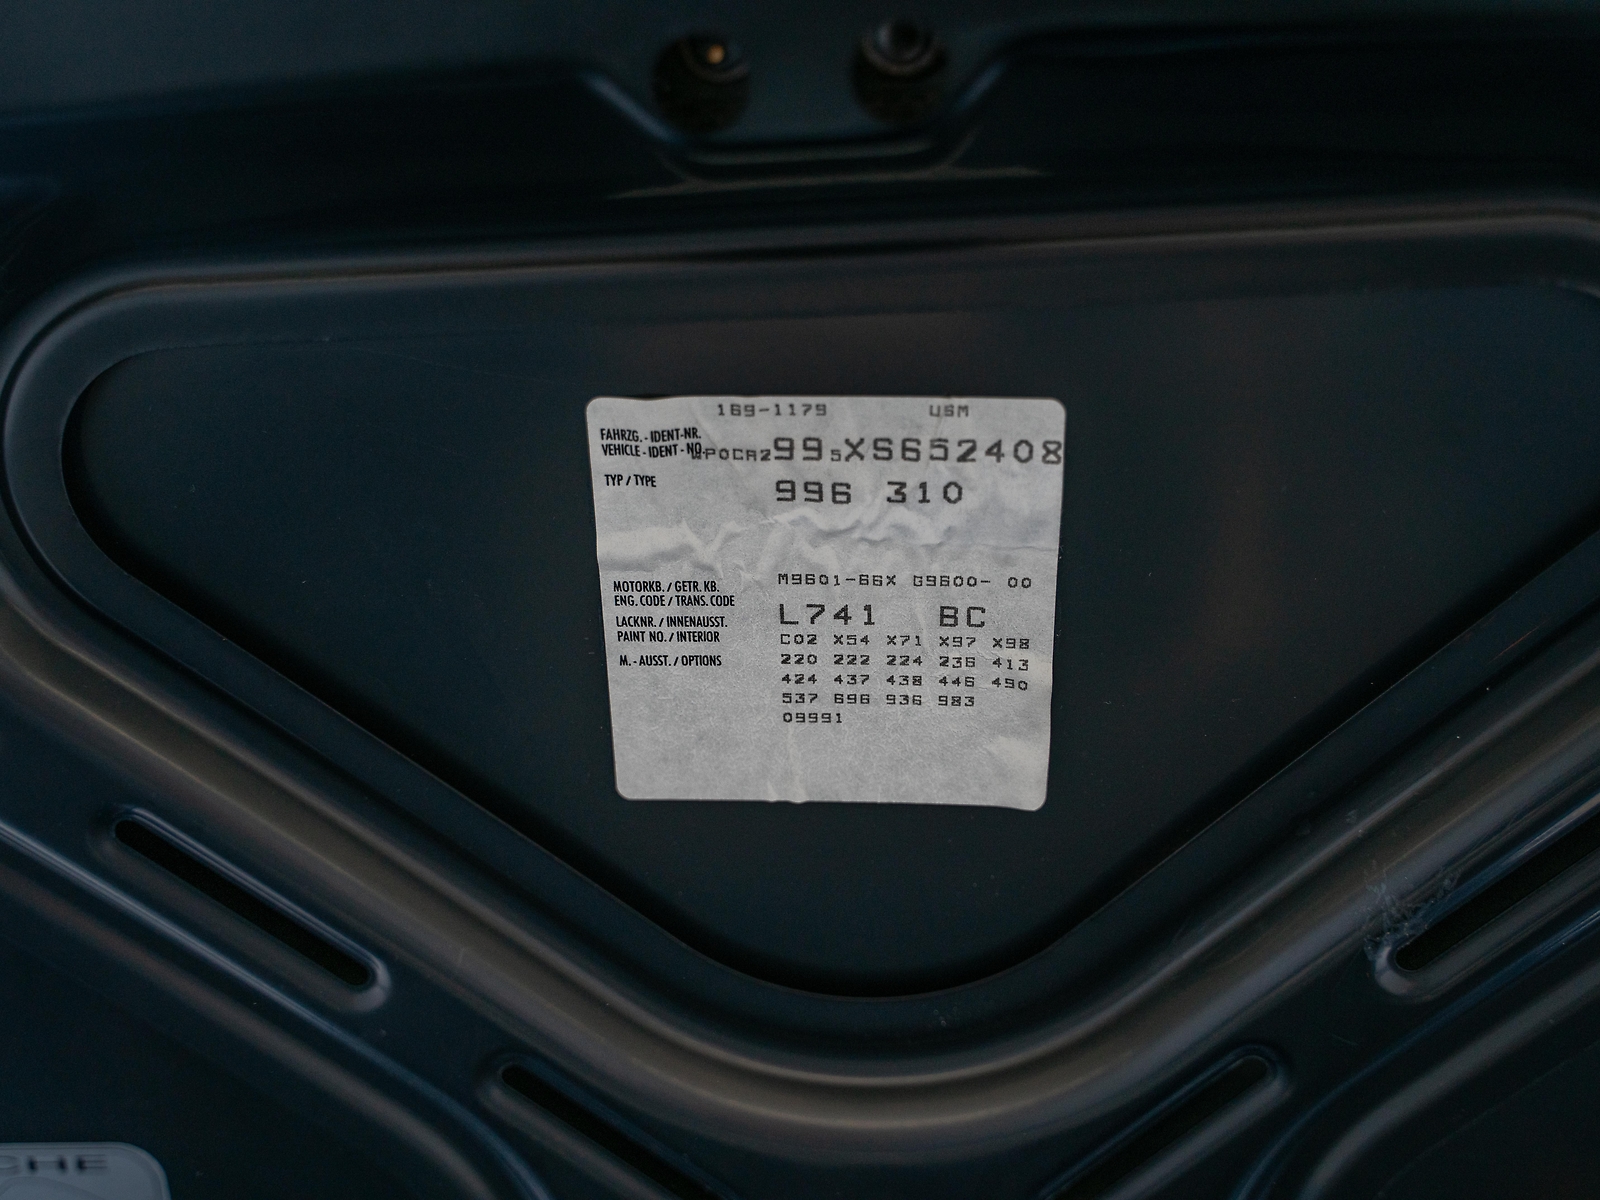 169-1179 USM
FAHRZG.-IDENT-NR.
VEHICLE-IDENT-NO. WP0CA2995XS652408
TYP / TYPE 996 310
MOTORKB. / GETR. KB. M9601-66X G9600- 00
ENG. CODE / TRANS. CODE
LACKNR. / INNENAUSST. L741 BC
PAINT NO. / INTERIOR C02 X54 X71 X97 X98
M.-AUSST. / OPTIONS 220 222 224 236 413
424 437 438 446 490
537 696 936 983
09991
CHE